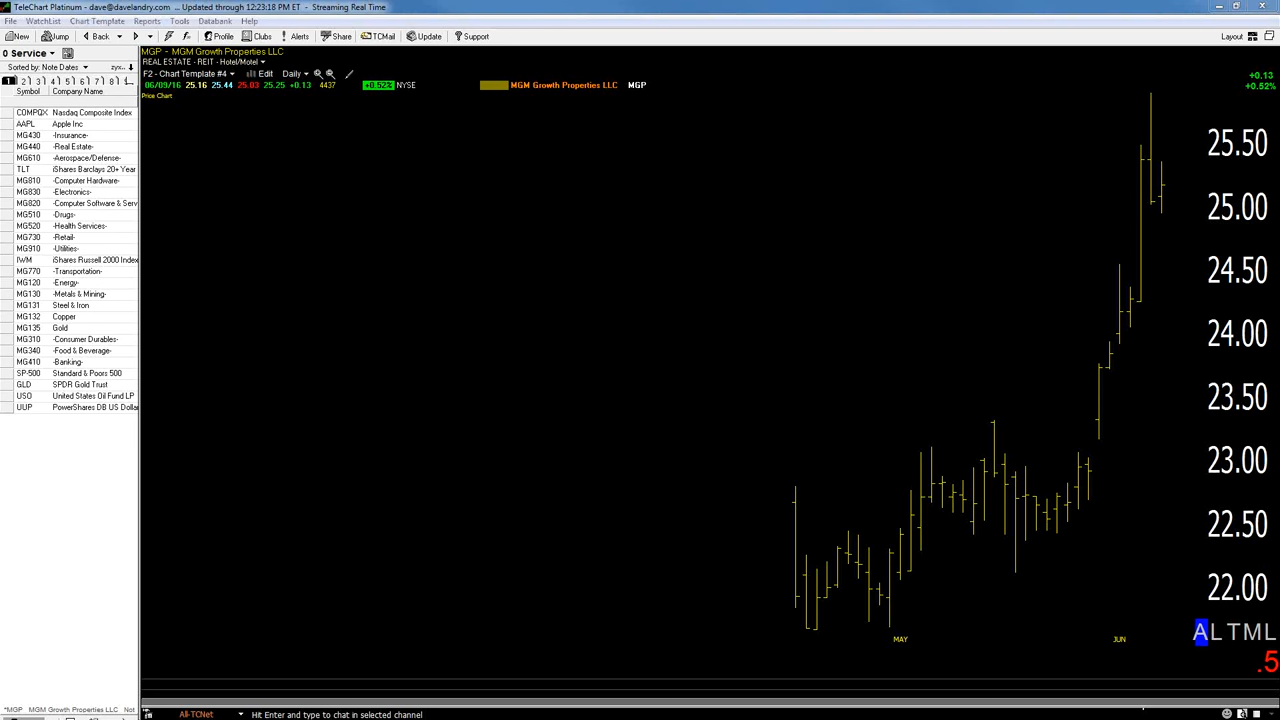 TeleChart Platinum - dave@davelandry.com ... Updated through 12:23:18 PM ET - Streaming Real Time
File WatchList Chart Template Reports Tools Databank Help
New Jump Back Profile Clubs Alerts Share TCMail Update Support Layout
0 Service
Sorted by: Note Dates zyx..
1 2 3 4 5 6 7 8
Symbol Company Name
COMPQX Nasdaq Composite Index
AAPL Apple Inc
MG430 -Insurance-
MG440 -Real Estate-
MG610 -Aerospace/Defense-
TLT iShares Barclays 20+ Year
MG810 -Computer Hardware-
MG830 -Electronics-
MG820 -Computer Software & Serv
MG510 -Drugs-
MG520 -Health Services-
MG730 -Retail-
MG910 -Utilities-
IWM iShares Russell 2000 Index
MG770 -Transportation-
MG120 -Energy-
MG130 -Metals & Mining-
MG131 Steel & Iron
MG132 Copper
MG135 Gold
MG310 -Consumer Durables-
MG340 -Food & Beverage-
MG410 -Banking-
SP-500 Standard & Poors 500
GLD SPDR Gold Trust
USO United States Oil Fund LP
UUP PowerShares DB US Dollar
*MGP MGM Growth Properties LLC Not
MGP - MGM Growth Properties LLC
REAL ESTATE - REIT - Hotel/Motel
F2 - Chart Template #4 Edit Daily
06/09/16 25.16 25.44 25.03 25.25 +0.13 4437 +0.52% NYSE MGM Growth Properties LLC MGP
Price Chart
+0.13
+0.52%
25.50
25.00
24.50
24.00
23.50
23.00
22.50
22.00
ALTML
.5
MAY JUN
All-TCNet Hit Enter and type to chat in selected channel